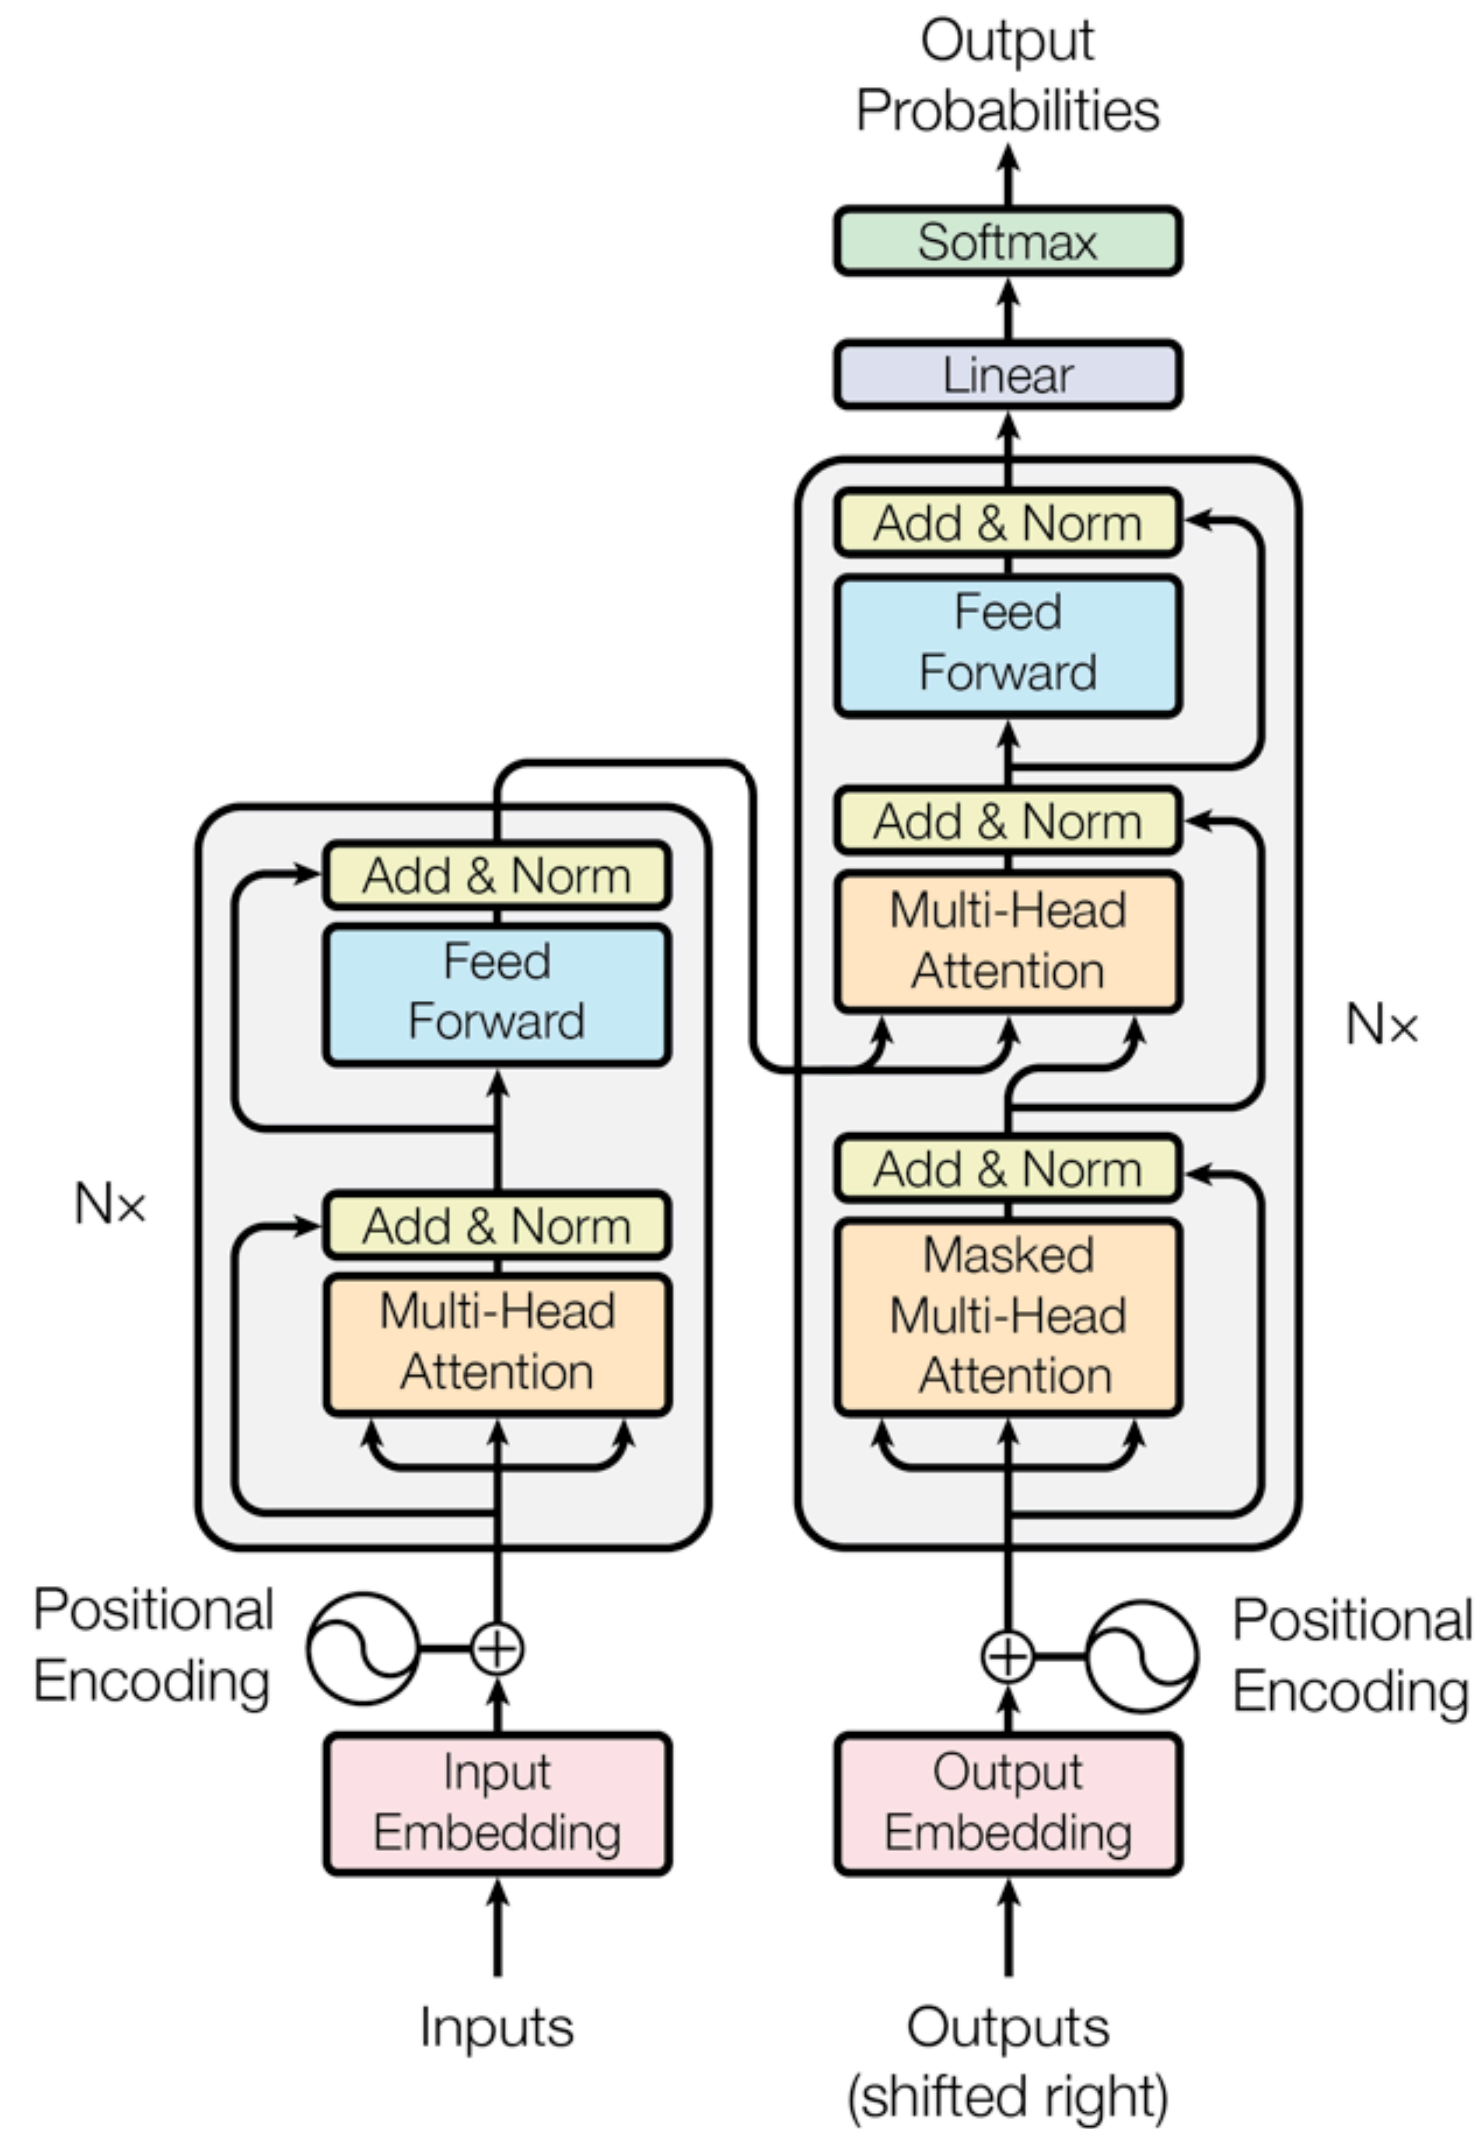 Output
Probabilities
Softmax
Linear
Add & Norm
Feed
Forward
Add & Norm
Multi-Head
Attention
Nx
Add & Norm
Masked
Multi-Head
Attention
Add & Norm
Feed
Forward
Nx
Add & Norm
Multi-Head
Attention
Positional
Encoding
Positional
Encoding
Input
Embedding
Output
Embedding
Inputs
Outputs
(shifted right)